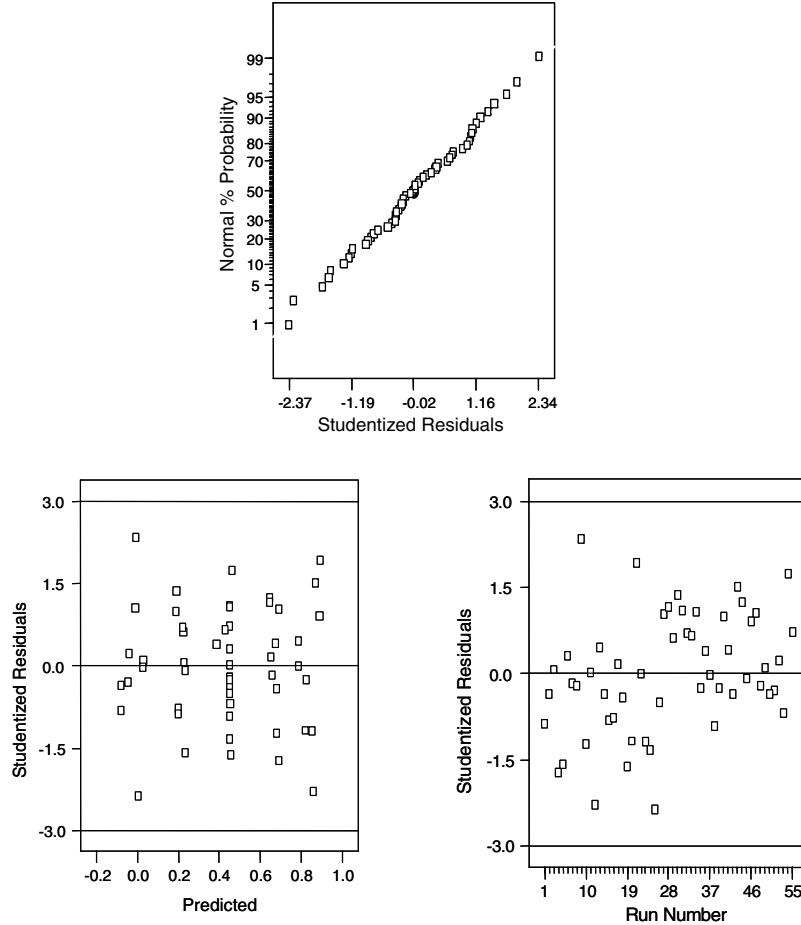 Normal % Probability
99
95
90
80
70
50
30
20
10
5
1
-2.37 -1.19 -0.02 1.16 2.34
Studentized Residuals
Studentized Residuals
3.0
1.5
0.0
-1.5
-3.0
-0.2 0.0 0.2 0.4 0.6 0.8 1.0
Predicted
Studentized Residuals
3.0
1.5
0.0
-1.5
-3.0
1 10 19 28 37 46 55
Run Number